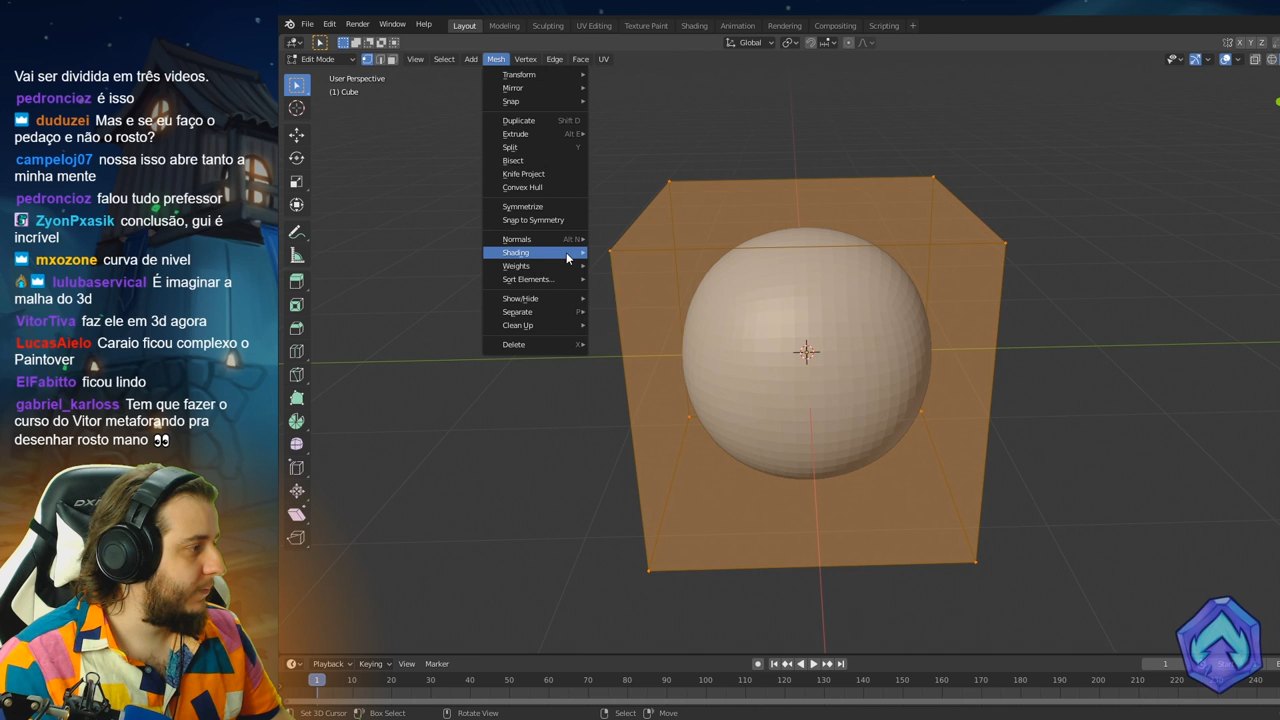 Vai ser dividida em três videos.
pedroncioz é isso
duduzei Mas e se eu faço o
pedaço e não o rosto?
campeloj07 nossa isso abre tanto a
minha mente
pedroncioz falou tudo professor
ZyonPxasik conclusão, gui é
incrível
mxozone curva de nivel
lulubaservical É imaginar a
malha do 3d
VitorTiva faz ele em 3d agora
LucasAielo Caraio ficou complexo o
Paintover
ElFabitto ficou lindo
gabriel_karloss Tem que fazer o
curso do Vitor metaforando pra
desenhar rosto mano 👀
File Edit Render Window Help Layout Modeling Sculpting UV Editing Texture Paint Shading Animation Rendering Compositing Scripting +
Global X Y Z
Edit Mode View Select Add Mesh Vertex Edge Face UV
User Perspective
(1) Cube
Transform
Mirror
Snap
Duplicate Shift D
Extrude Alt E
Split Y
Bisect
Knife Project
Convex Hull
Symmetrize
Snap to Symmetry
Normals Alt N
Shading
Weights
Sort Elements...
Show/Hide
Separate P
Clean Up
Delete X
Playback Keying View Marker 1
1 10 20 30 40 50 60 70 80 90 100 110 120 130 140 150 160 170 180 190 200 210 220 230 240
Set 3D Cursor Box Select Rotate View Select Move